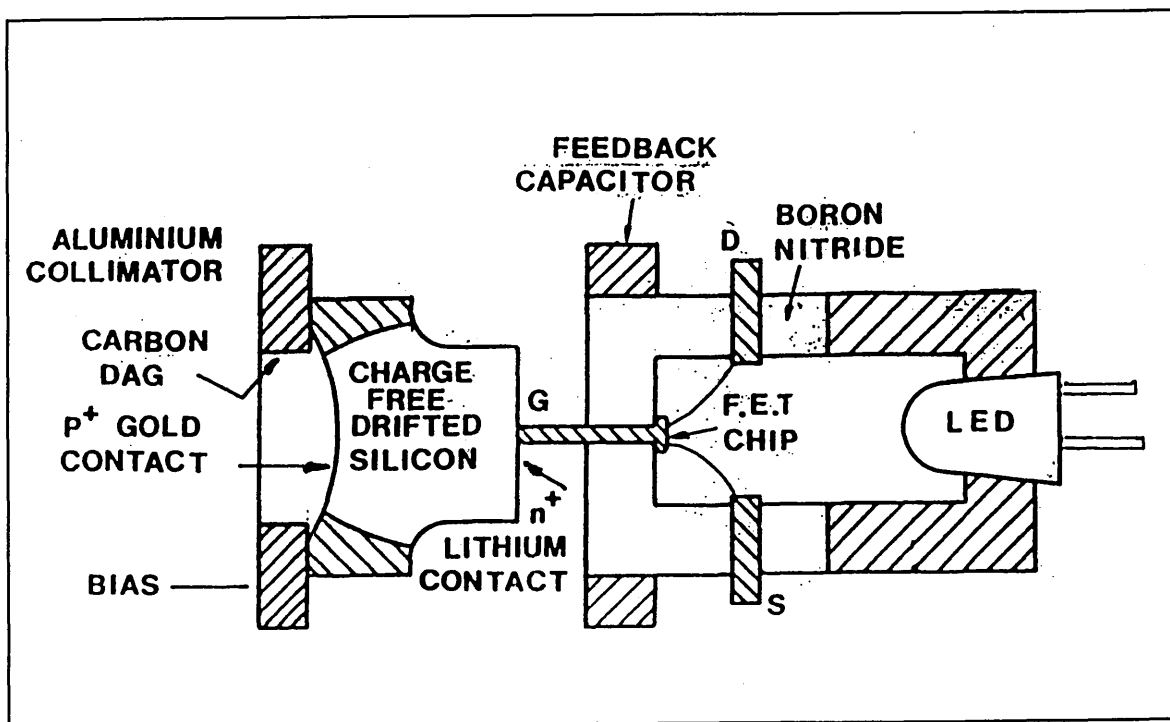 FEEDBACK
CAPACITOR
D
BORON
NITRIDE
ALUMINIUM
COLLIMATOR
CARBON
DAG
P+ GOLD
CONTACT
CHARGE
FREE
DRIFTED
SILICON
G
F.E.T
CHIP
LED
n+
LITHIUM
CONTACT
BIAS
S